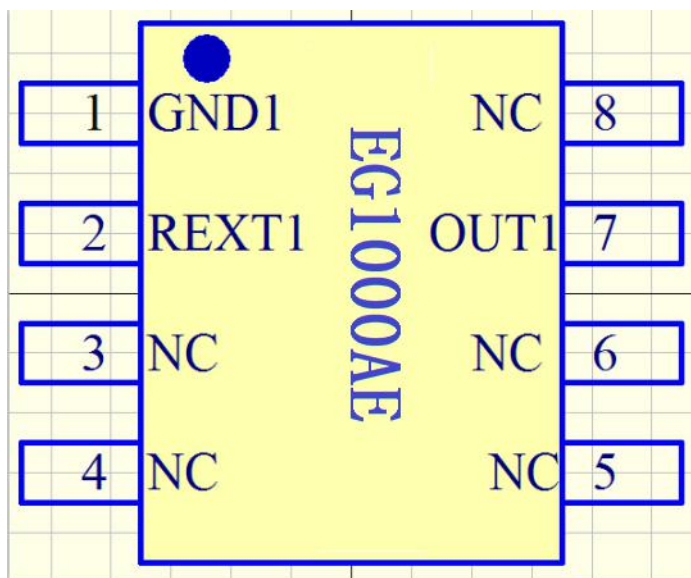 1 GND1 NC 8
2 REXT1 OUT1 7
3 NC NC 6
4 NC NC 5
EG1000AE